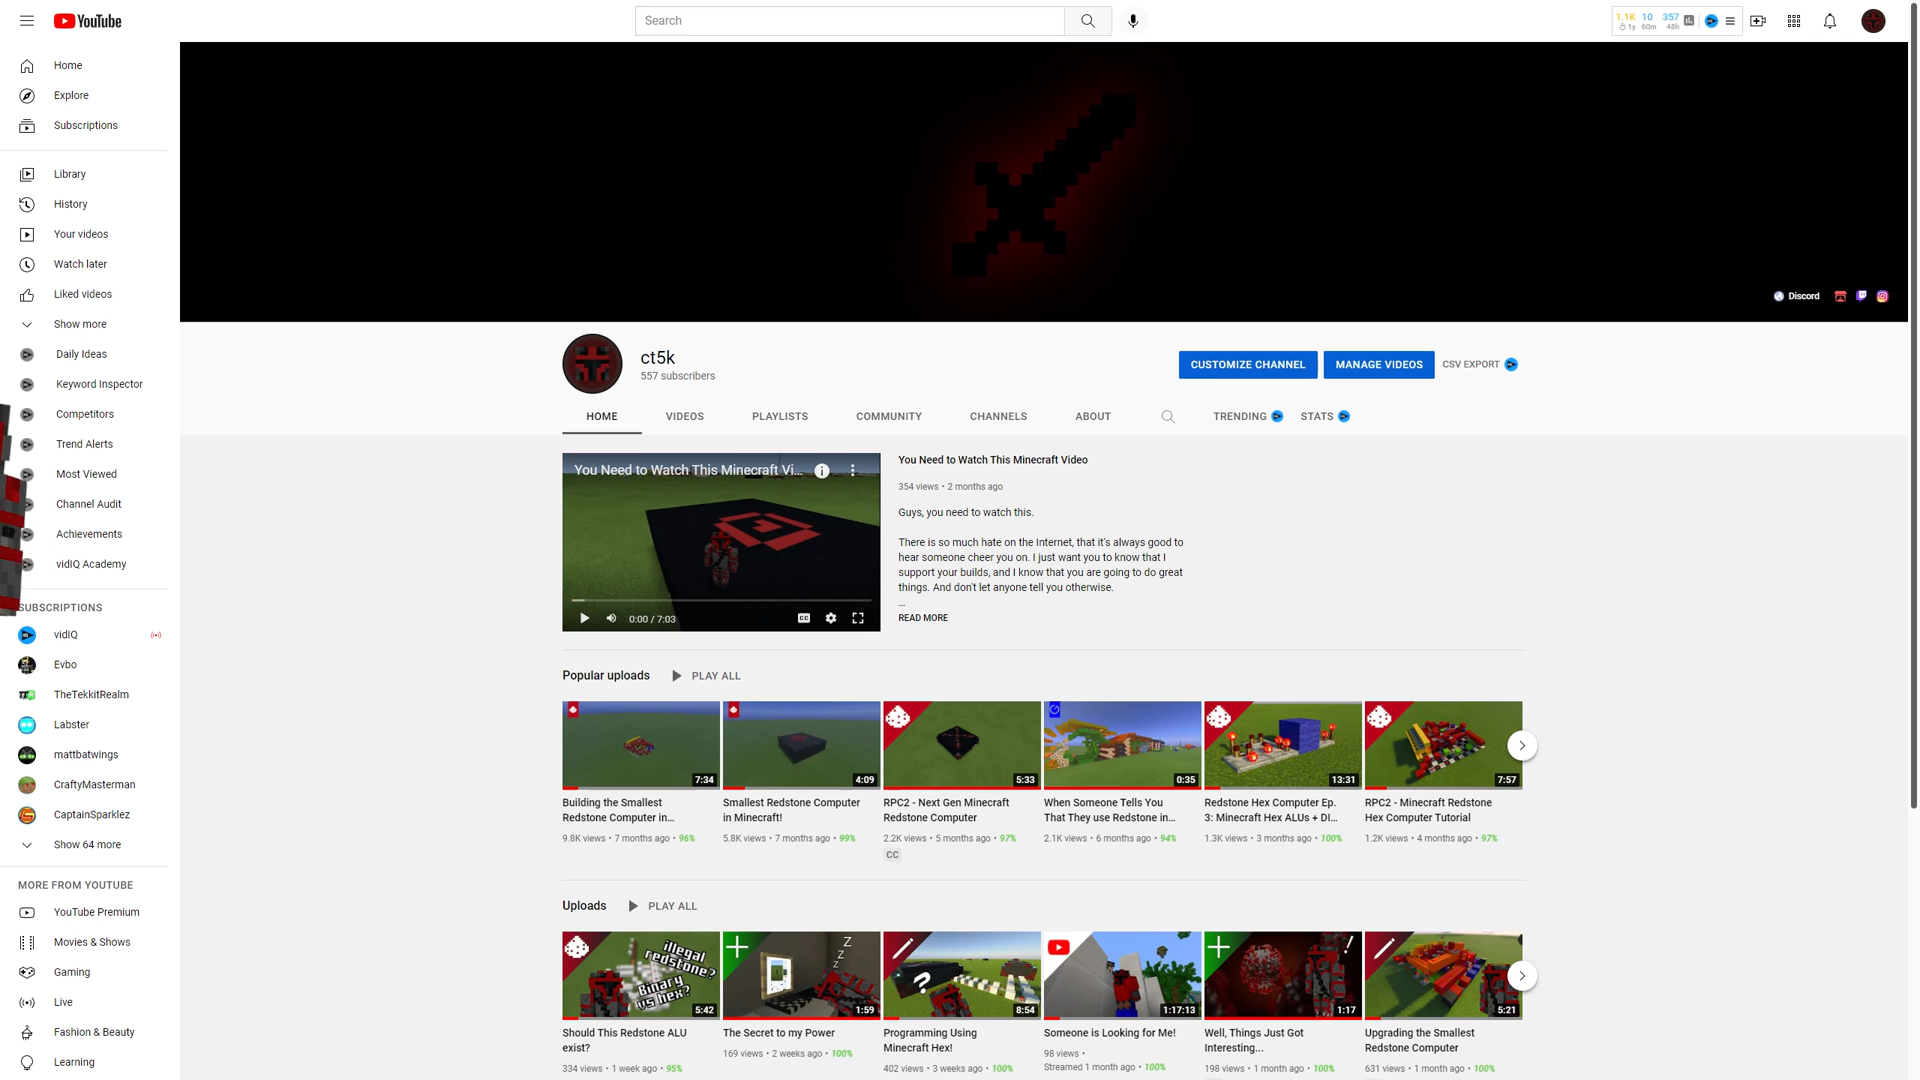 YouTube
Search
1.1K 10 357
1y 60m 48h
Home
Explore
Subscriptions
Library
History
Your videos
Watch later
Liked videos
Show more
Daily Ideas
Keyword Inspector
Competitors
Trend Alerts
Most Viewed
Channel Audit
Achievements
vidIQ Academy
SUBSCRIPTIONS
vidIQ
Evbo
TheTekkitRealm
Labster
mattbatwings
CraftyMasterman
CaptainSparklez
Show 64 more
MORE FROM YOUTUBE
YouTube Premium
Movies & Shows
Gaming
Live
Fashion & Beauty
Learning
Discord
ct5k
557 subscribers
CUSTOMIZE CHANNEL
MANAGE VIDEOS
CSV EXPORT
HOME
VIDEOS
PLAYLISTS
COMMUNITY
CHANNELS
ABOUT
TRENDING
STATS
You Need to Watch This Minecraft Vi...
0:00 / 7:03
You Need to Watch This Minecraft Video
354 views • 2 months ago
Guys, you need to watch this.
There is so much hate on the Internet, that it's always good to
hear someone cheer you on. I just want you to know that I
support your builds, and I know that you are going to do great
things. And don't let anyone tell you otherwise.
...
READ MORE
Popular uploads
PLAY ALL
7:34
Building the Smallest
Redstone Computer in...
9.8K views • 7 months ago • 96%
4:09
Smallest Redstone Computer
in Minecraft!
5.8K views • 7 months ago • 99%
5:33
RPC2 - Next Gen Minecraft
Redstone Computer
2.2K views • 5 months ago • 97%
CC
0:35
When Someone Tells You
That They use Redstone in...
2.1K views • 6 months ago • 94%
13:31
Redstone Hex Computer Ep.
3: Minecraft Hex ALUs + DI...
1.3K views • 3 months ago • 100%
7:57
RPC2 - Minecraft Redstone
Hex Computer Tutorial
1.2K views • 4 months ago • 97%
Uploads
PLAY ALL
illegal
redstone?
Binary
vs hex?
5:42
Should This Redstone ALU
exist?
334 views • 1 week ago • 95%
Z
Z
Z
1:59
The Secret to my Power
169 views • 2 weeks ago • 100%
?
8:54
Programming Using
Minecraft Hex!
402 views • 3 weeks ago • 100%
1:17:13
Someone is Looking for Me!
98 views •
Streamed 1 month ago • 100%
!
1:17
Well, Things Just Got
Interesting...
198 views • 1 month ago • 100%
5:21
Upgrading the Smallest
Redstone Computer
631 views • 1 month ago • 100%